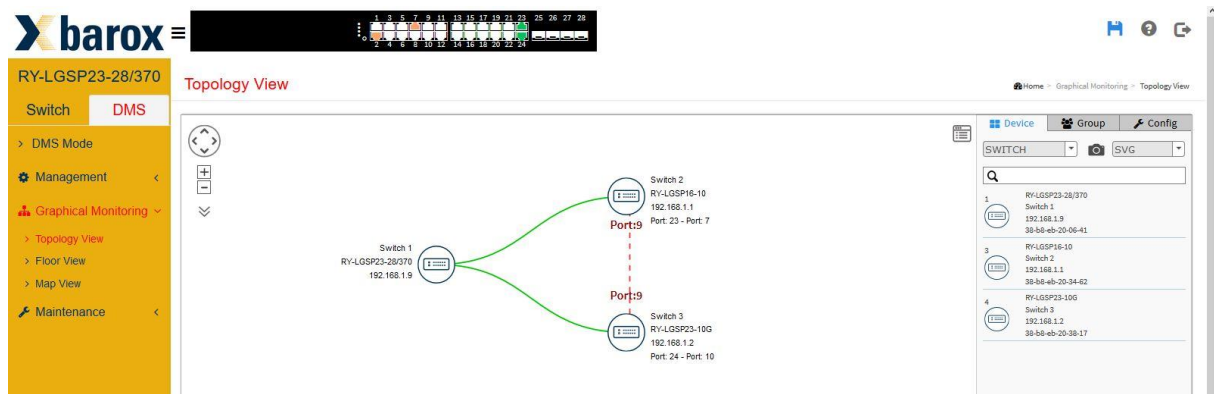 barox
1 3 5 7 9 11 13 15 17 19 21 23 25 26 27 28
2 4 6 8 10 12 14 16 18 20 22 24
RY-LGSP23-28/370
Switch DMS
DMS Mode
Management
Graphical Monitoring
Topology View
Floor View
Map View
Maintenance
Topology View
Home > Graphical Monitoring > Topology View
Switch 1
RY-LGSP23-28/370
192.168.1.9
Switch 2
RY-LGSP16-10
192.168.1.1
Port: 23 - Port: 7
Port:9
Port:9
Switch 3
RY-LGSP23-10G
192.168.1.2
Port: 24 - Port: 10
Device Group Config
SWITCH SVG
1
RY-LGSP23-28/370
Switch 1
192.168.1.9
38-b8-eb-20-06-41
3
RY-LGSP16-10
Switch 2
192.168.1.1
38-b8-eb-20-34-62
4
RY-LGSP23-10G
Switch 3
192.168.1.2
38-b8-eb-20-38-17